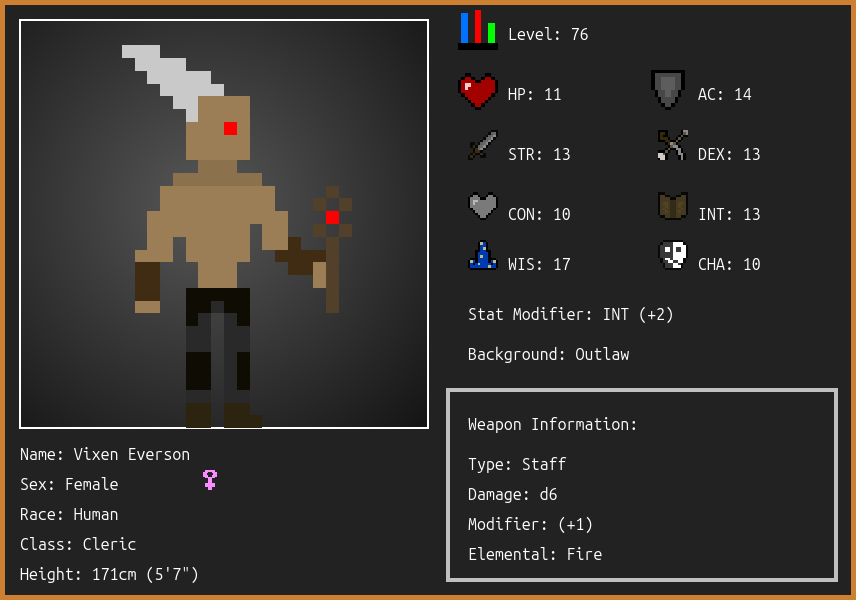 Level: 76
HP: 11
AC: 14
STR: 13
DEX: 13
CON: 10
INT: 13
WIS: 17
CHA: 10
Stat Modifier: INT (+2)
Background: Outlaw
Weapon Information:
Type: Staff
Damage: d6
Modifier: (+1)
Elemental: Fire
Name: Vixen Everson
Sex: Female
Race: Human
Class: Cleric
Height: 171cm (5'7")